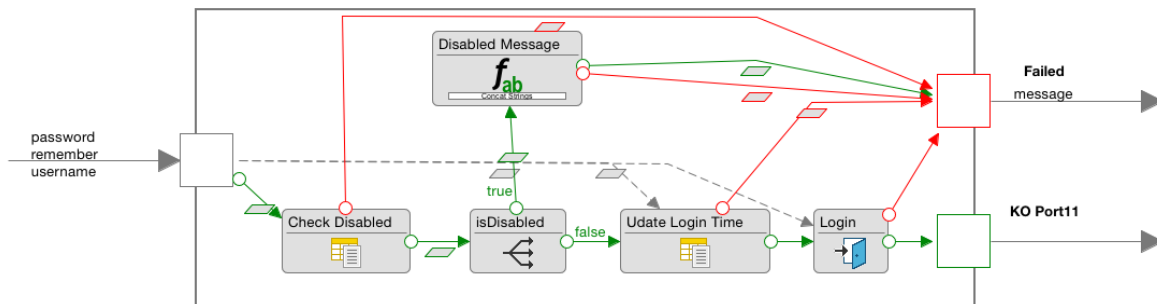 Disabled Message
ab
Concat Strings
Failed
message
password
remember
username
true
Check Disabled
isDisabled
false
Udate Login Time
Login
KO Port11